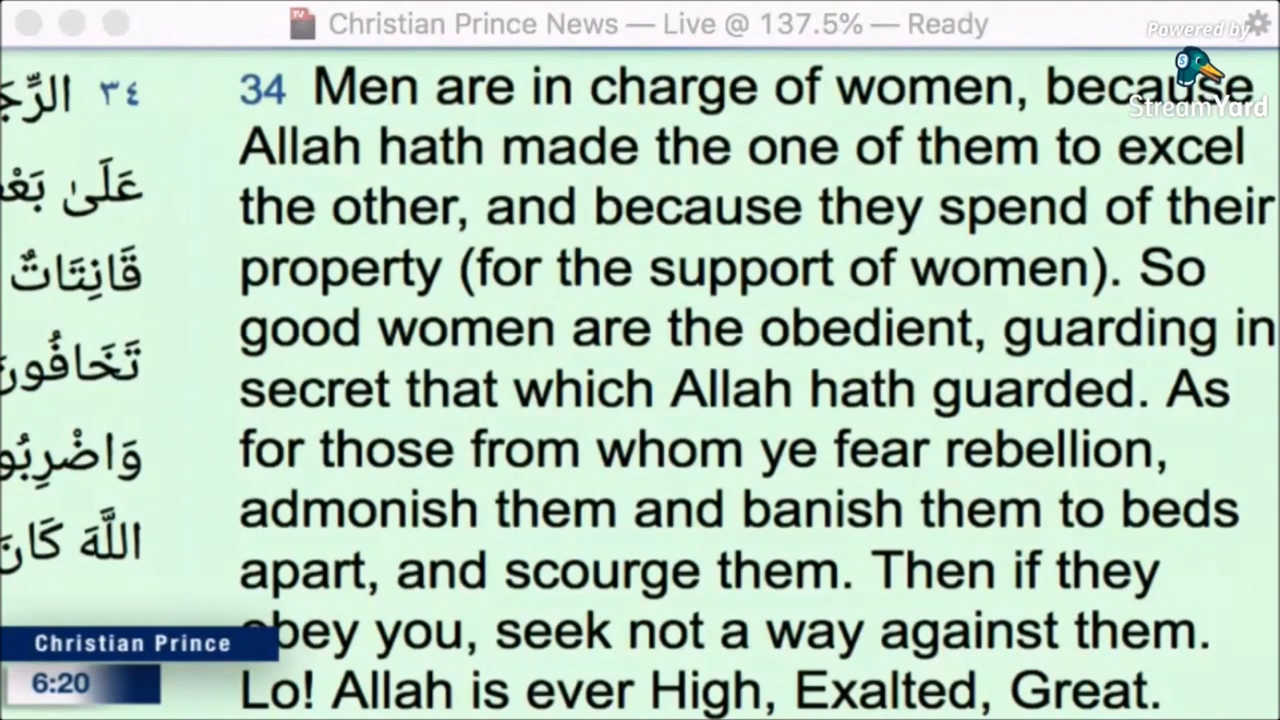 Christian Prince News — Live @ 137.5% — Ready
Powered by
StreamYard
34 Men are in charge of women, because
Allah hath made the one of them to excel
the other, and because they spend of their
property (for the support of women). So
good women are the obedient, guarding in
secret that which Allah hath guarded. As
for those from whom ye fear rebellion,
admonish them and banish them to beds
apart, and scourge them. Then if they
obey you, seek not a way against them.
Lo! Allah is ever High, Exalted, Great.
٣٤
عَلَىٰ
قَانِتَاتٌ
اللَّهَ
Christian Prince
6:20